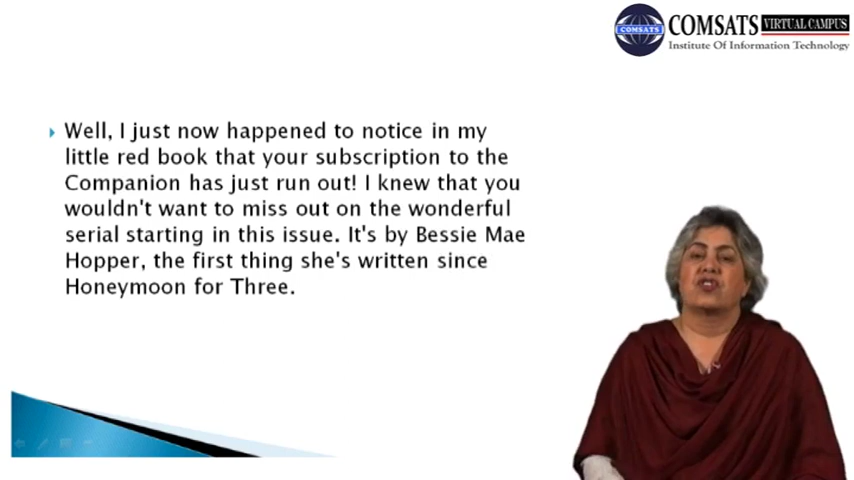 COMSATS VIRTUAL CAMPUS
COMSATS
Institute Of Information Technology
Well, I just now happened to notice in my
little red book that your subscription to the
Companion has just run out! I knew that you
wouldn't want to miss out on the wonderful
serial starting in this issue. It's by Bessie Mae
Hopper, the first thing she's written since
Honeymoon for Three.